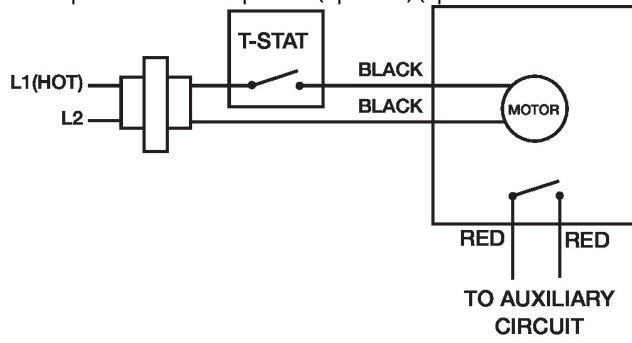 T-STAT
L1(HOT)
BLACK
L2
BLACK
MOTOR
RED
RED
TO AUXILIARY
CIRCUIT